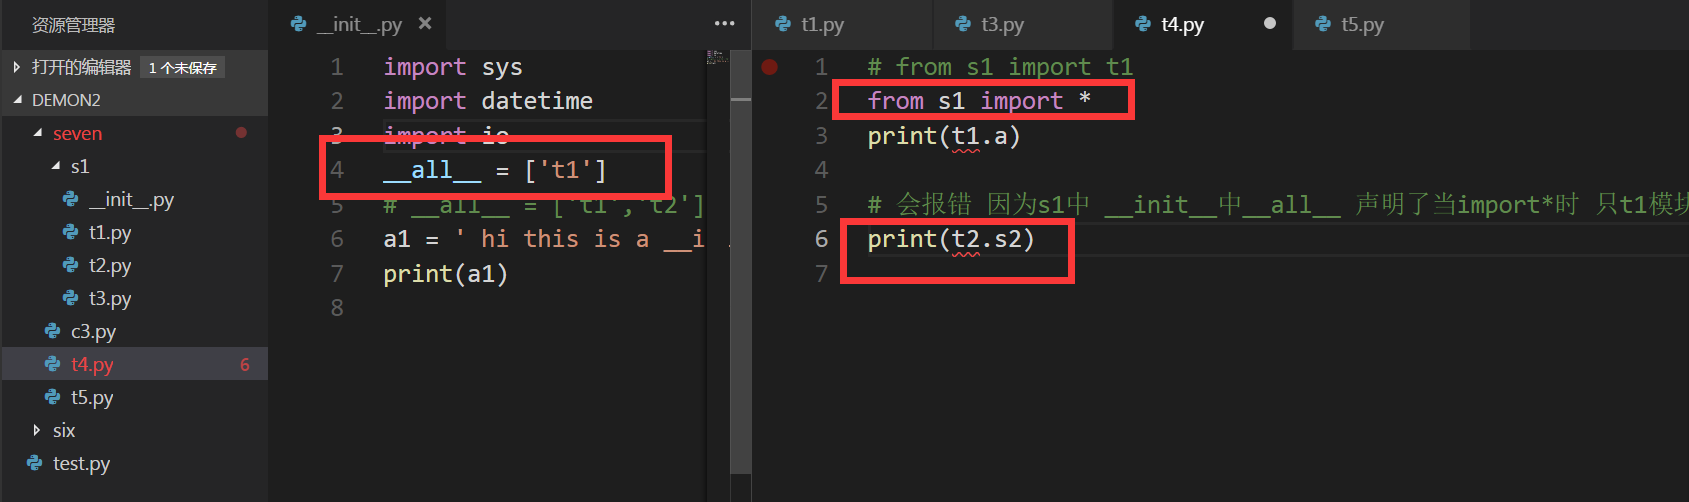 资源管理器
打开的编辑器 1 个未保存
DEMON2
seven
s1
__init__.py
t1.py
t2.py
t3.py
c3.py
t4.py 6
t5.py
six
test.py
__init__.py × ···
1 import sys
2 import datetime
3 import io
4 __all__ = ['t1']
5 # __all__ = ['t1','t2']
6 a1 = ' hi this is a __i
7 print(a1)
8
t1.py t3.py t4.py t5.py
1 # from s1 import t1
2 from s1 import *
3 print(t1.a)
4
5 # 会报错 因为s1中 __init__中__all__ 声明了当import*时 只t1模块
6 print(t2.s2)
7